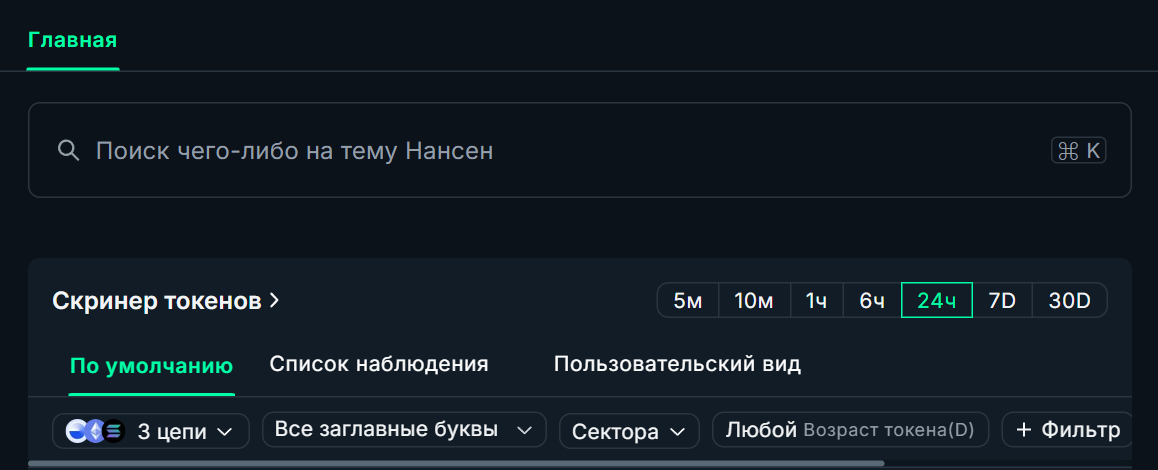 Главная
Поиск чего-либо на тему Нансен ⌘ K
Скринер токенов > 5м 10м 1ч 6ч 24ч 7D 30D
По умолчанию Список наблюдения Пользовательский вид
3 цепи Все заглавные буквы Сектора Любой Возраст токена(D) + Фильтр